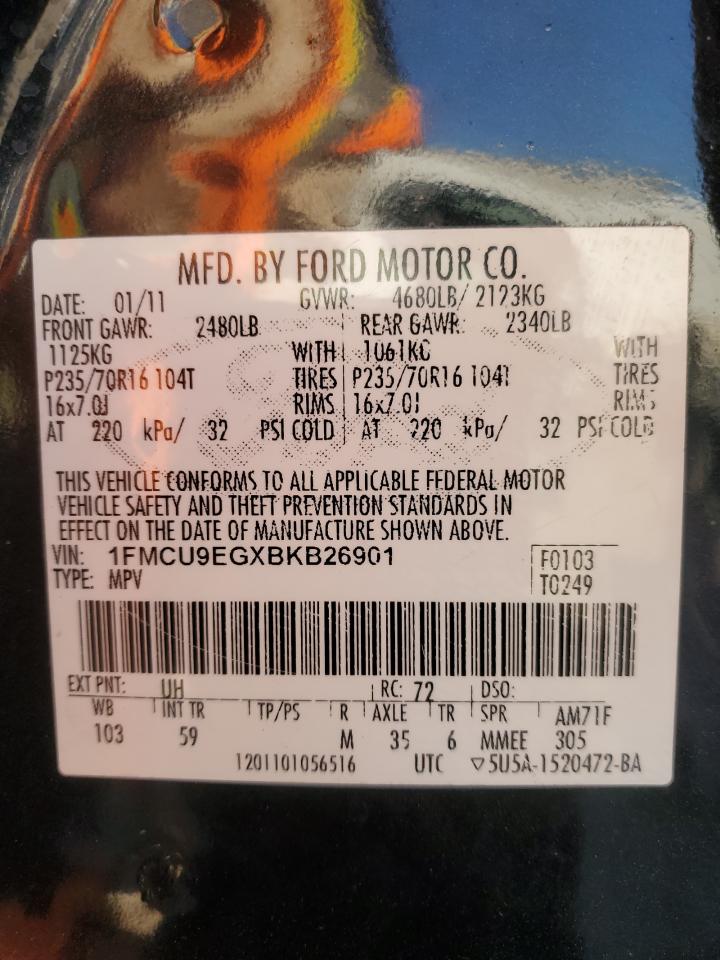 MFD. BY FORD MOTOR CO.
DATE: 01/11 GVWR: 4680LB/ 2123KG
FRONT GAWR: 2480LB REAR GAWR: 2340LB
1125KG WITH 1061KG WITH
P235/70R16 104T TIRES P235/70R16 104T TIRES
16x7.0J RIMS 16x7.0J RIMS
AT 220 kPa/ 32 PSI COLD AT 220 kPa/ 32 PSI COLD
THIS VEHICLE CONFORMS TO ALL APPLICABLE FEDERAL MOTOR
VEHICLE SAFETY AND THEFT PREVENTION STANDARDS IN
EFFECT ON THE DATE OF MANUFACTURE SHOWN ABOVE.
VIN: 1FMCU9EGXBKB26901 F0103
TYPE: MPV T0249
EXT PNT: UH RC: 72 DSO:
WB INT TR TP/PS R AXLE TR SPR AM71F
103 59 M 35 6 MMEE 305
1201101056516 UTC ▽5U5A-1520472-BA